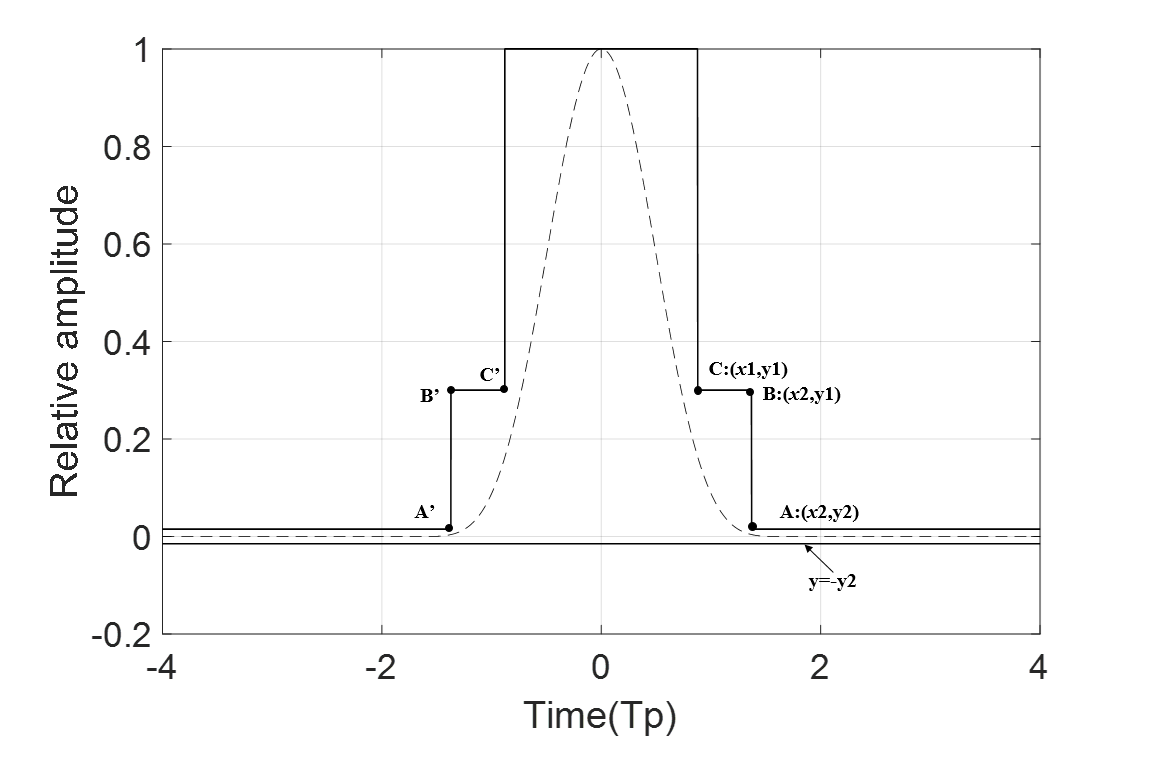 1
0.8
0.6
0.4
0.2
0
-0.2
Relative amplitude
C:(x1,y1)
C’
B’
B:(x2,y1)
A’
A:(x2,y2)
y=-y2
-4
-2
0
2
4
Time(Tp)